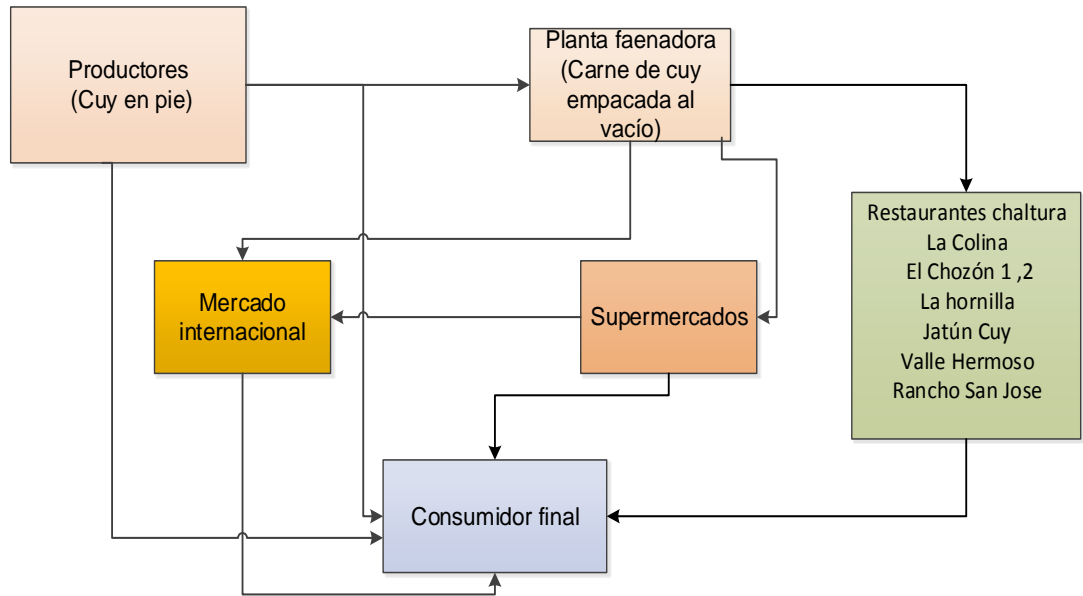 Productores
(Cuy en pie)
Planta faenadora
(Carne de cuy
empacada al
vacío)
Restaurantes chaltura
La Colina
El Chozón 1 ,2
La hornilla
Jatún Cuy
Valle Hermoso
Rancho San Jose
Mercado
internacional
Supermercados
Consumidor final